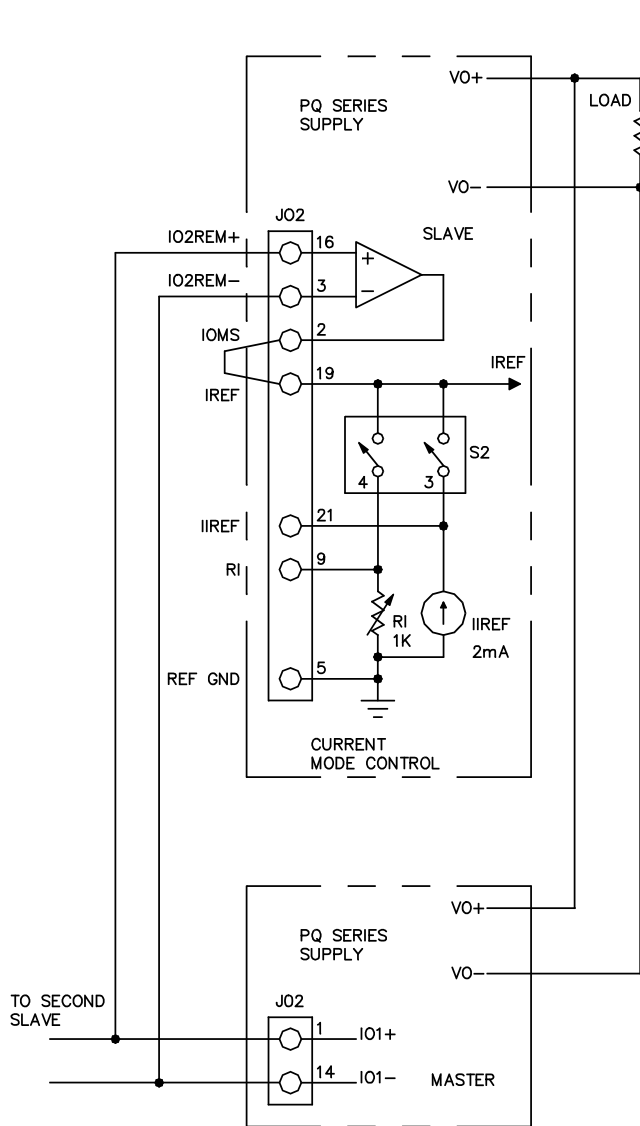 VO+
PQ SERIES
SUPPLY
LOAD
VO-
JO2
SLAVE
IO2REM+
16
+
IO2REM-
3
-
IOMS
2
IREF
19
IREF
S2
4
3
IIREF
21
RI
9
RI
1K
IIREF
2mA
REF GND
5
CURRENT
MODE CONTROL
VO+
PQ SERIES
SUPPLY
VO-
TO SECOND
SLAVE
JO2
1
IO1+
14
IO1-
MASTER